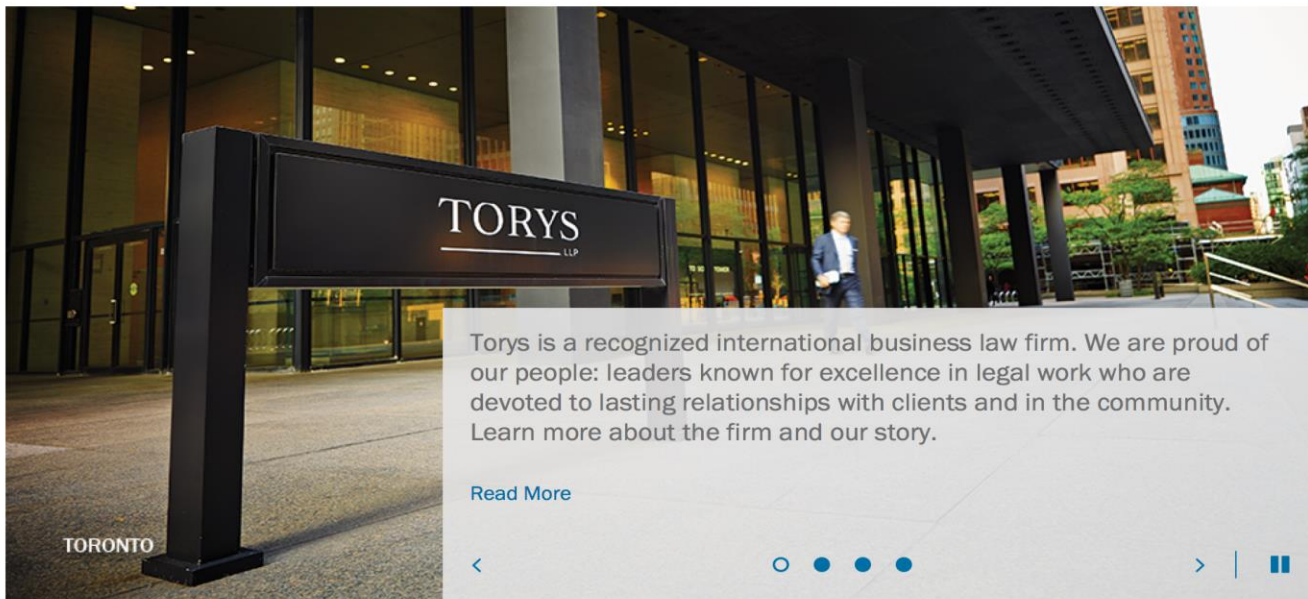 TORYS
LLP
Torys is a recognized international business law firm. We are proud of
our people: leaders known for excellence in legal work who are
devoted to lasting relationships with clients and in the community.
Learn more about the firm and our story.
Read More
TORONTO